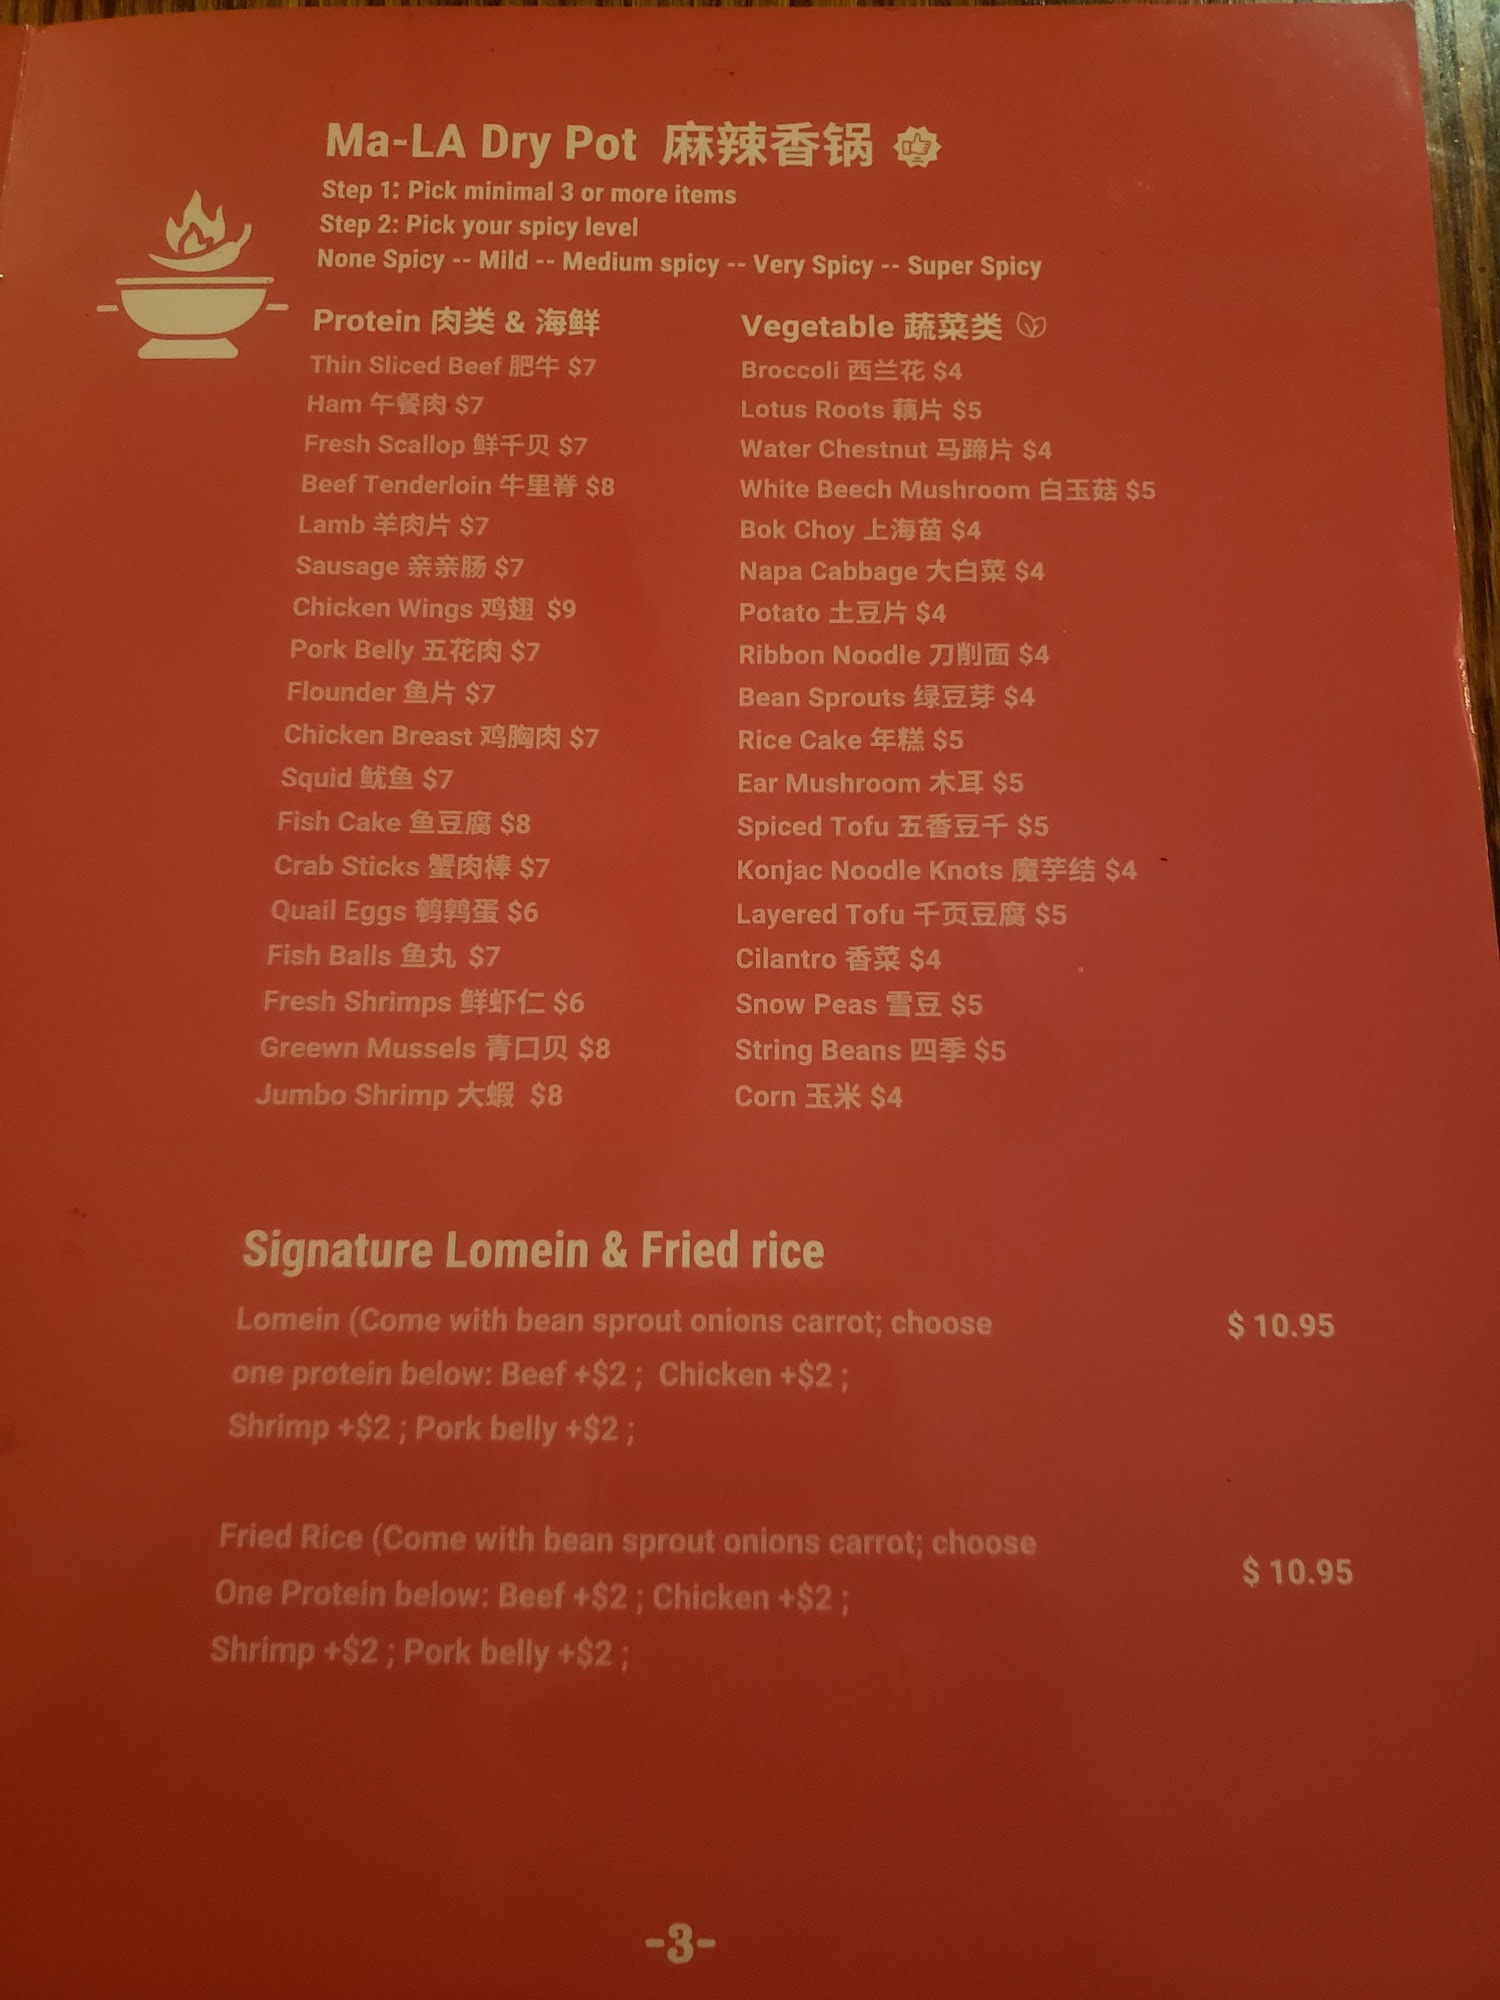 Ma-LA Dry Pot 麻辣香锅
Step 1: Pick minimal 3 or more items
Step 2: Pick your spicy level
None Spicy -- Mild -- Medium spicy -- Very Spicy -- Super Spicy
Protein 肉类 & 海鲜
Thin Sliced Beef 肥牛 $7
Ham 午餐肉 $7
Fresh Scallop 鲜干贝 $7
Beef Tenderloin 牛里脊 $8
Lamb 羊肉片 $7
Sausage 亲亲肠 $7
Chicken Wings 鸡翅 $9
Pork Belly 五花肉 $7
Flounder 鱼片 $7
Chicken Breast 鸡胸肉 $7
Squid 鱿鱼 $7
Fish Cake 鱼豆腐 $8
Crab Sticks 蟹肉棒 $7
Quail Eggs 鹌鹑蛋 $6
Fish Balls 鱼丸 $7
Fresh Shrimps 鲜虾仁 $6
Greewn Mussels 青口贝 $8
Jumbo Shrimp 大蝦 $8
Vegetable 蔬菜类
Broccoli 西兰花 $4
Lotus Roots 藕片 $5
Water Chestnut 马蹄片 $4
White Beech Mushroom 白玉菇 $5
Bok Choy 上海苗 $4
Napa Cabbage 大白菜 $4
Potato 土豆片 $4
Ribbon Noodle 刀削面 $4
Bean Sprouts 绿豆芽 $4
Rice Cake 年糕 $5
Ear Mushroom 木耳 $5
Spiced Tofu 五香豆干 $5
Konjac Noodle Knots 魔芋结 $4
Layered Tofu 千页豆腐 $5
Cilantro 香菜 $4
Snow Peas 雪豆 $5
String Beans 四季 $5
Corn 玉米 $4
Signature Lomein & Fried rice
Lomein (Come with bean sprout onions carrot; choose $ 10.95
one protein below: Beef +$2 ; Chicken +$2 ;
Shrimp +$2 ; Pork belly +$2 ;
Fried Rice (Come with bean sprout onions carrot; choose
One Protein below: Beef +$2 ; Chicken +$2 ; $ 10.95
Shrimp +$2 ; Pork belly +$2 ;
-3-